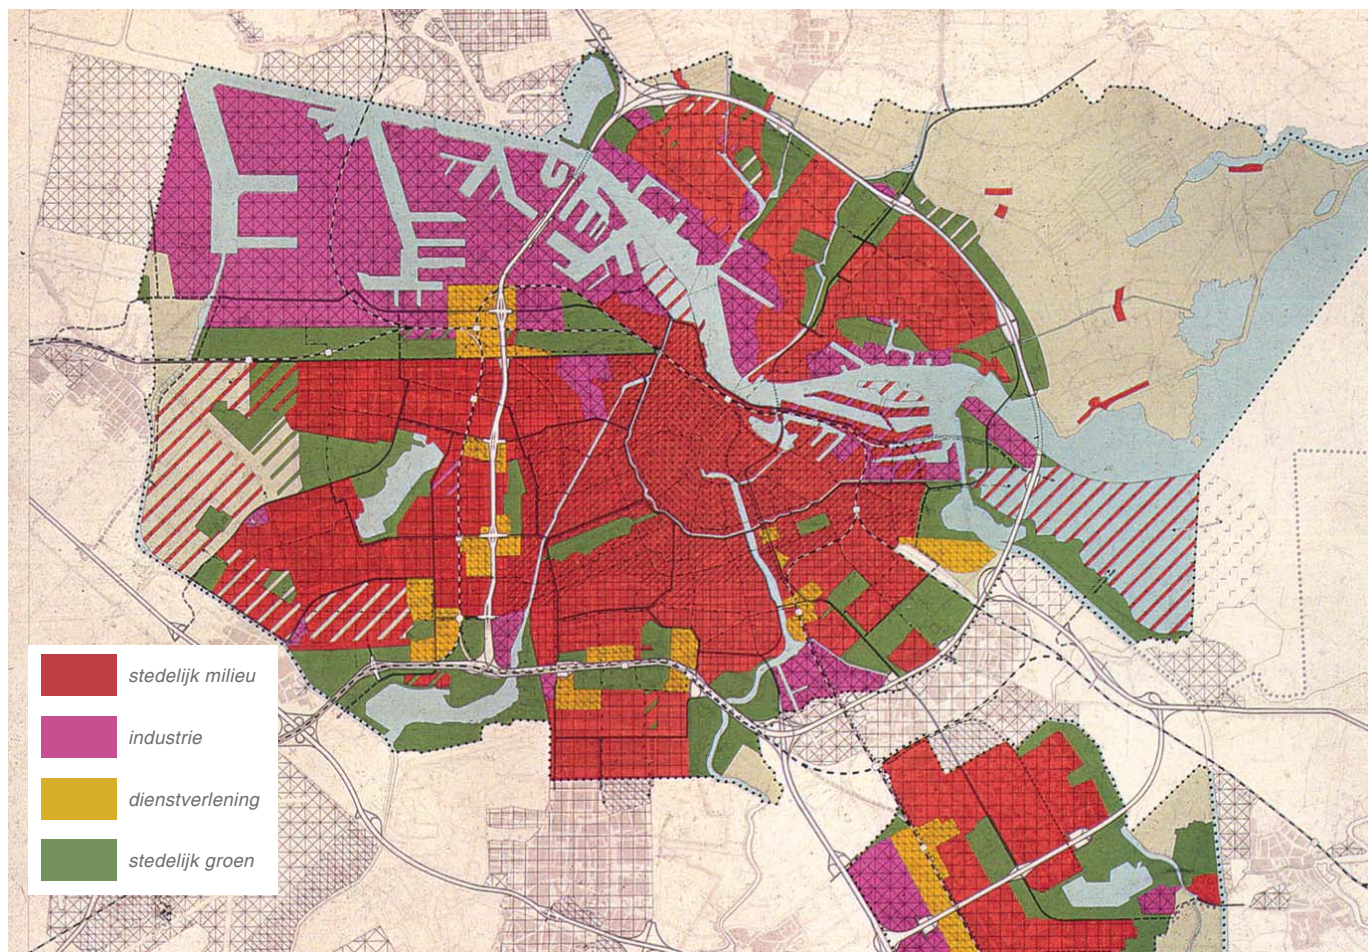 stedelijk milieu
industrie
dienstverlening
stedelijk groen